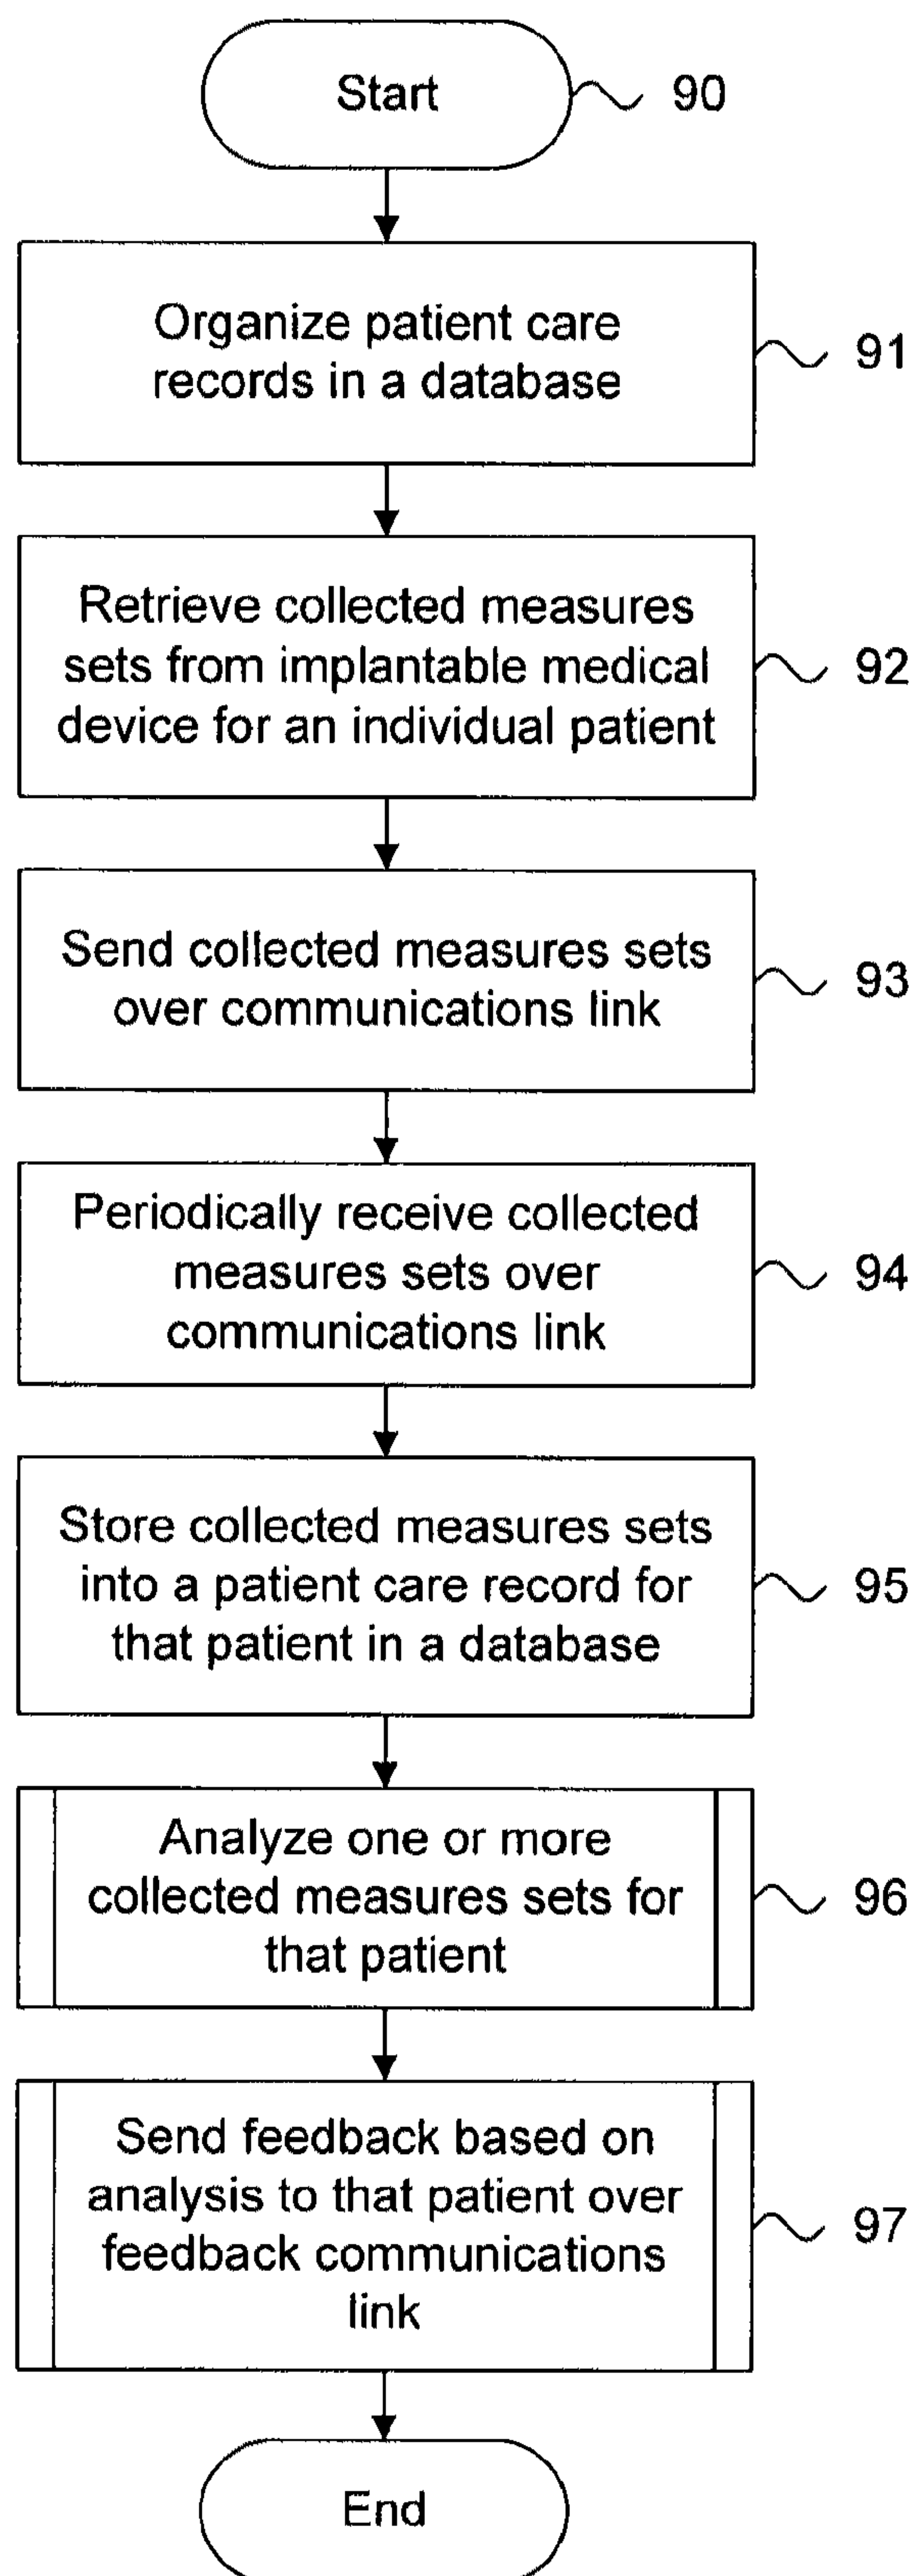 Start
90
Organize patient care
records in a database
91
Retrieve collected measures
sets from implantable medical
device for an individual patient
92
Send collected measures sets
over communications link
93
Periodically receive collected
measures sets over
communications link
94
Store collected measures sets
into a patient care record for
that patient in a database
95
Analyze one or more
collected measures sets for
that patient
96
Send feedback based on
analysis to that patient over
feedback communications
link
97
End